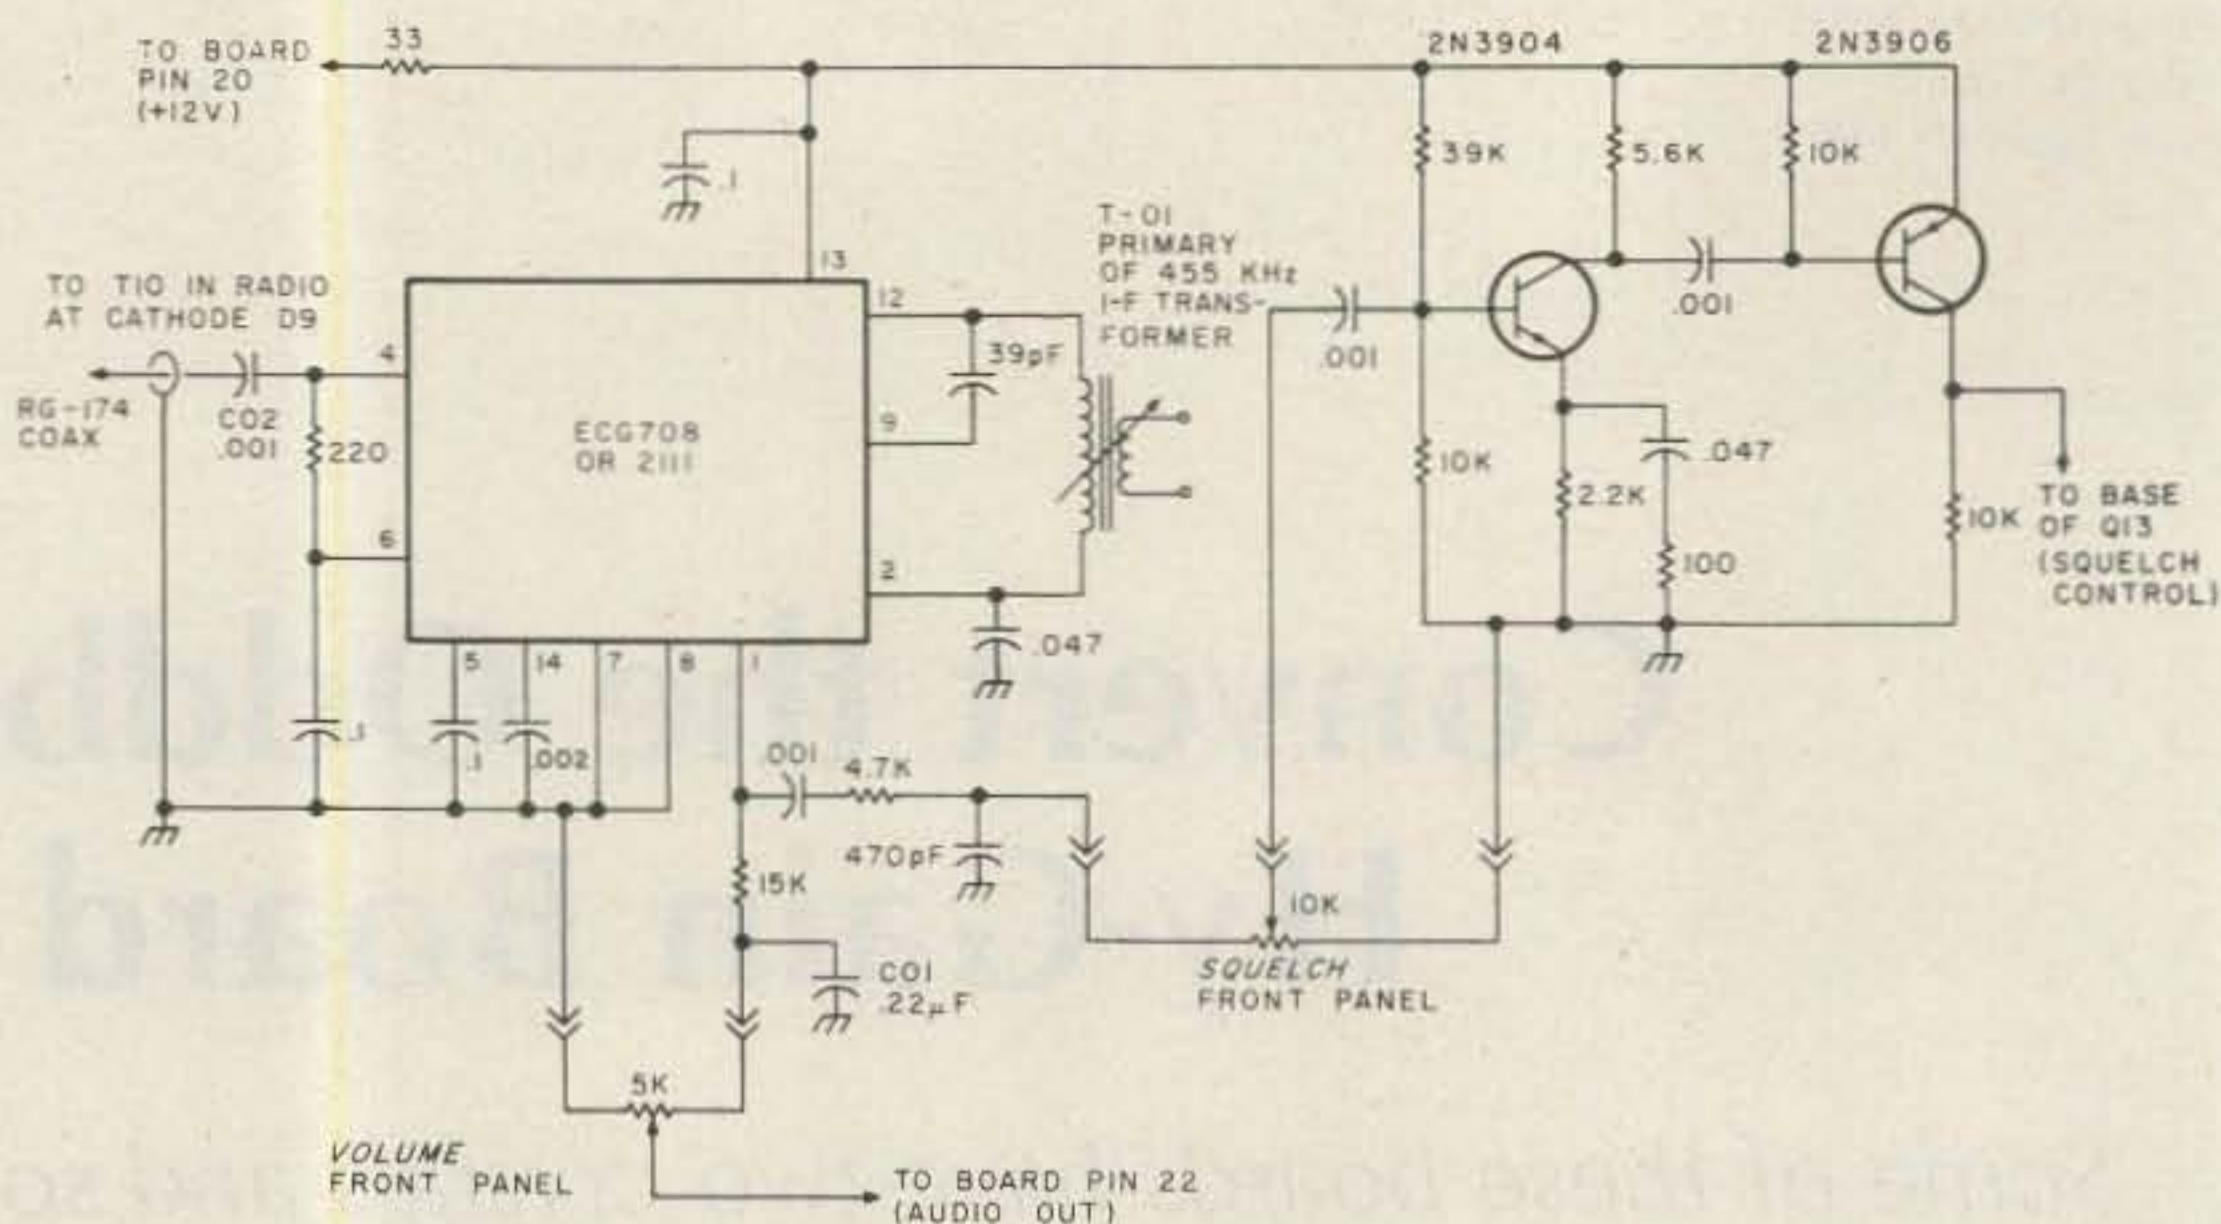 TO BOARD
PIN 20
(+12V)
33
2N3904
2N3906
.1
39K
5.6K
10K
13
T-01
PRIMARY
OF 455 KHz
I-F TRANS-
FORMER
TO T10 IN RADIO
AT CATHODE D9
4
12
39pF
.001
.001
RG-174
COAX
C02
.001
220
ECG708
OR 2111
9
10K
.047
2.2K
10K
TO BASE
OF Q13
(SQUELCH
CONTROL)
6
2
100
.047
5
14
7
8
1
.1
.1
.002
.001
4.7K
470pF
15K
10K
C01
.22μF
SQUELCH
FRONT PANEL
5K
VOLUME
FRONT PANEL
TO BOARD PIN 22
(AUDIO OUT)